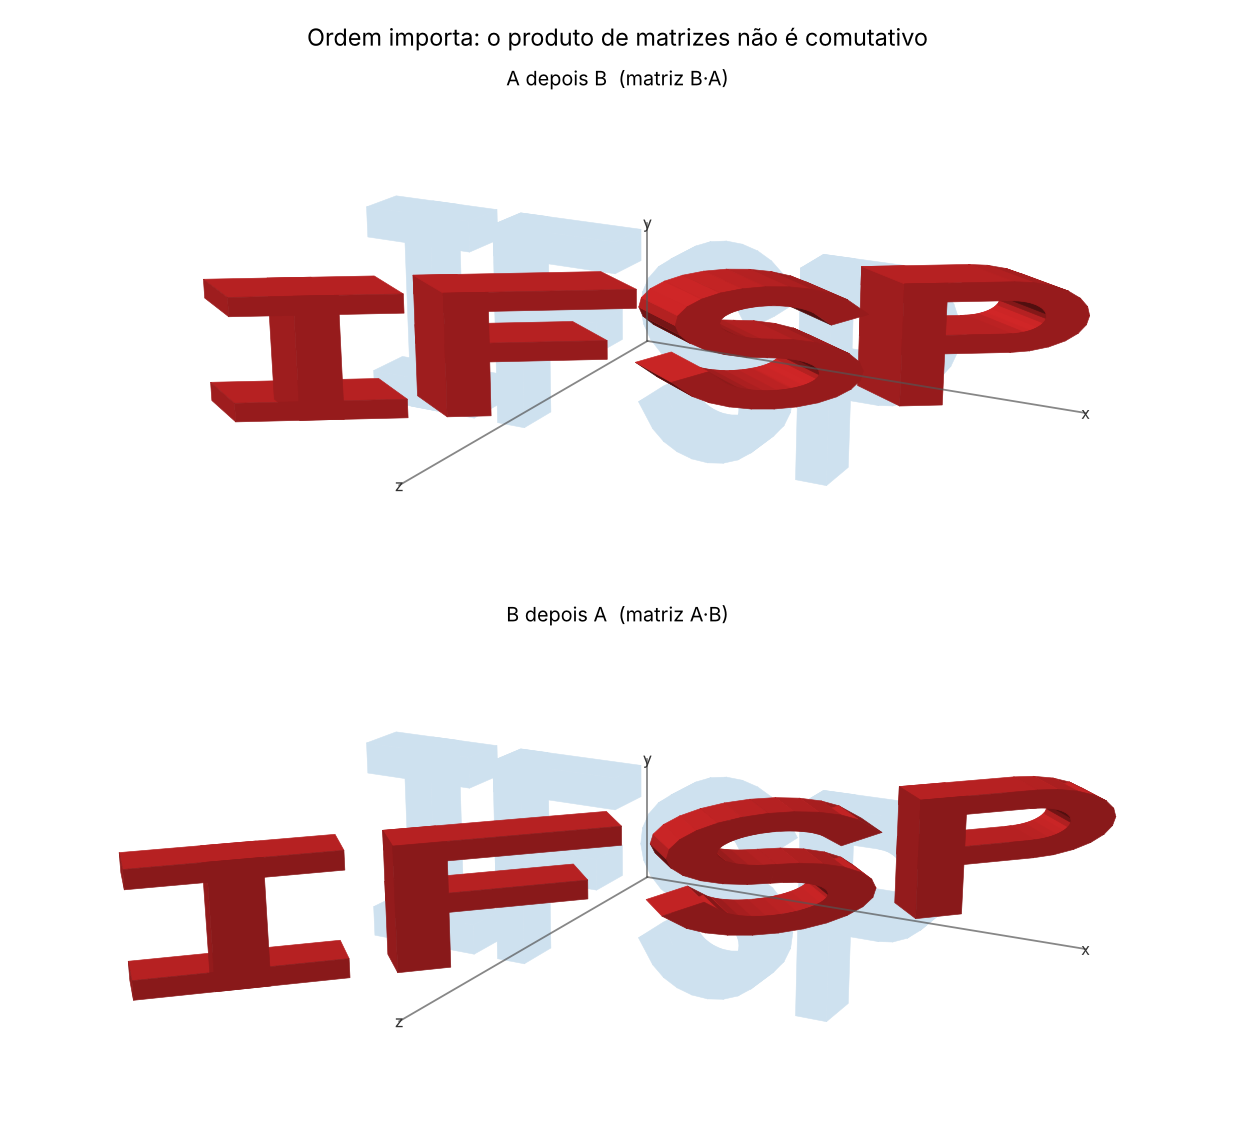 Ordem importa: o produto de matrizes não é comutativo
A depois B (matriz B·A)
y
IFSP
x
z
B depois A (matriz A·B)
y
IFSP
x
z